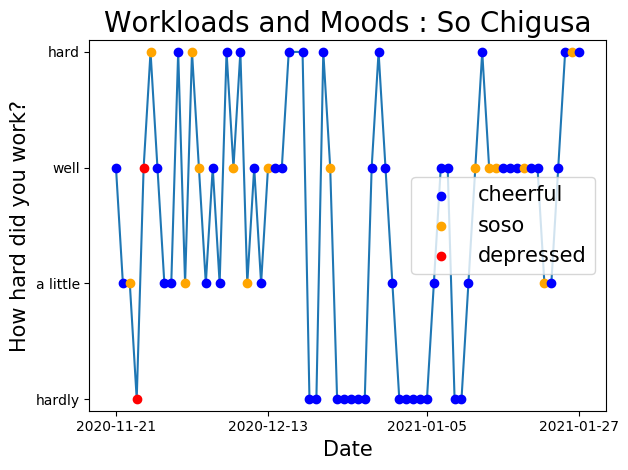 Workloads and Moods : So Chigusa
How hard did you work?
hard
well
a little
hardly
cheerful
soso
depressed
2020-11-21
2020-12-13
2021-01-05
2021-01-27
Date